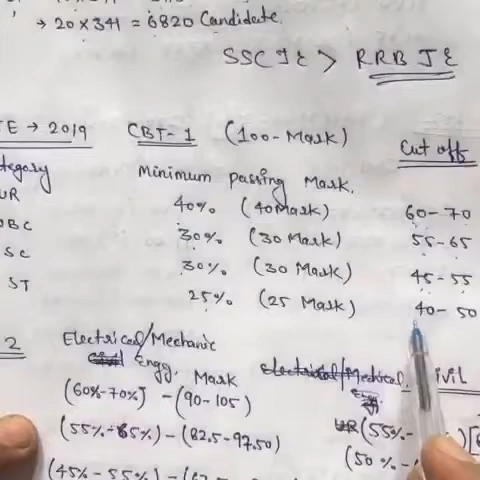 → 20 x 341 = 6820 Candidate.
SSC JE > RRB JE
TE → 2019 CBT-1 (100-Mark) Cut off
ategory Minimum passing Mark.
UR 40% (40 Mark) 60-70
OBC 30% (30 Mark) 55-65
SC 30% (30 Mark) 45-55
ST 25% (25 Mark) 40-50
2 Electrical/Mechanic
Engg. Mark ivil
(60%-70%) - (90-105)
(55%-65%) - (82.5-97.50) UR (55%-
(45%-55%) - (50%-